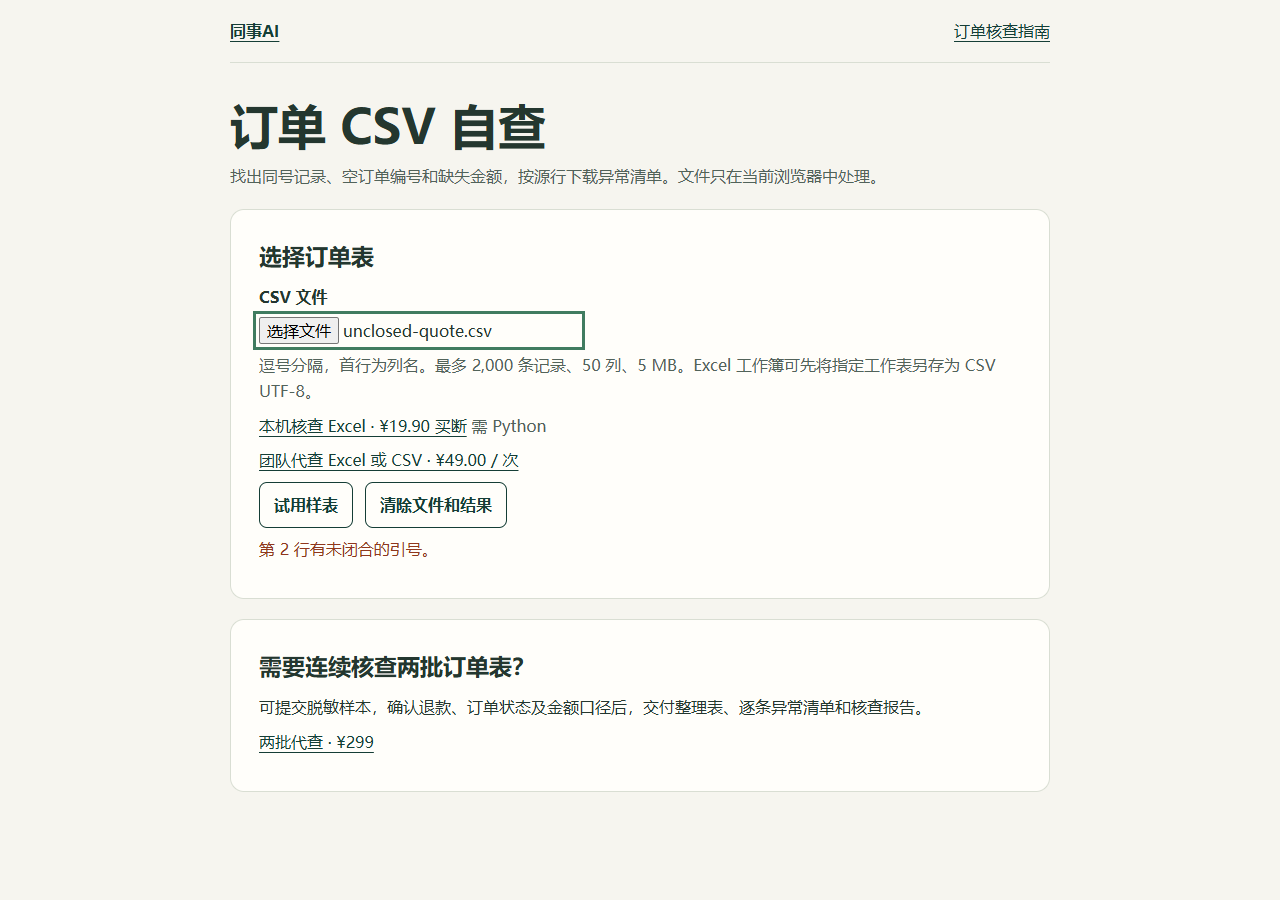 同事AI
订单核查指南
订单 CSV 自查
找出同号记录、空订单编号和缺失金额，按源行下载异常清单。文件只在当前浏览器中处理。
选择订单表
CSV 文件
选择文件 unclosed-quote.csv
逗号分隔，首行为列名。最多 2,000 条记录、50 列、5 MB。Excel 工作簿可先将指定工作表另存为 CSV
UTF-8。
本机核查 Excel · ¥19.90 买断 需 Python
团队代查 Excel 或 CSV · ¥49.00 / 次
试用样表 清除文件和结果
第 2 行有未闭合的引号。
需要连续核查两批订单表？
可提交脱敏样本，确认退款、订单状态及金额口径后，交付整理表、逐条异常清单和核查报告。
两批代查 · ¥299